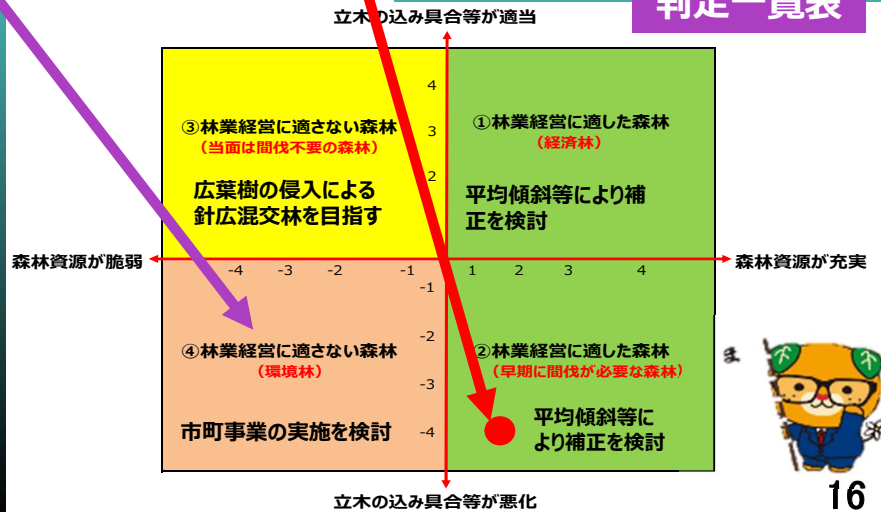 判定一覧表
立木の込み具合等が適当
4
③林業経営に適さない森林
(当面は間伐不要の森林)
3
①林業経営に適した森林
(経済林)
広葉樹の侵入による
針広混交林を目指す
2
平均傾斜等により補
正を検討
森林資源が脆弱
-4 -3 -2 -1 1 2 3 4
森林資源が充実
-1
-2
④林業経営に適さない森林
(環境林)
②林業経営に適した森林
(早期に間伐が必要な森林)
-3
市町事業の実施を検討
-4
平均傾斜等に
より補正を検討
ま
立木の込み具合等が悪化
16